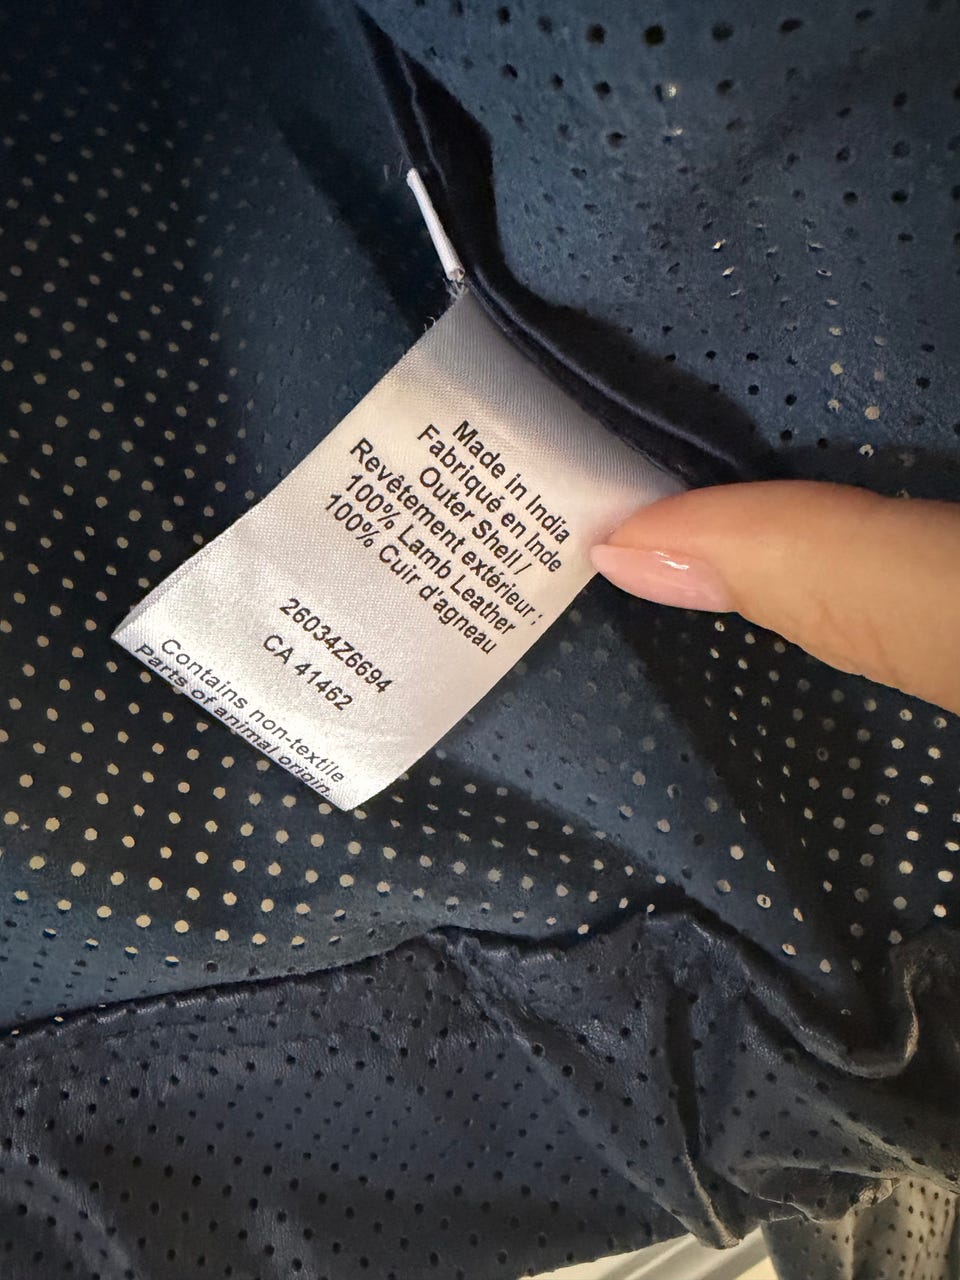 Made in India
Fabriqué en Inde
Outer Shell /
Revêtement extérieur:
100% Lamb Leather
100% Cuir d'agneau
26034Z6694
CA 41462
Contains non-textile
Parts of animal origin.